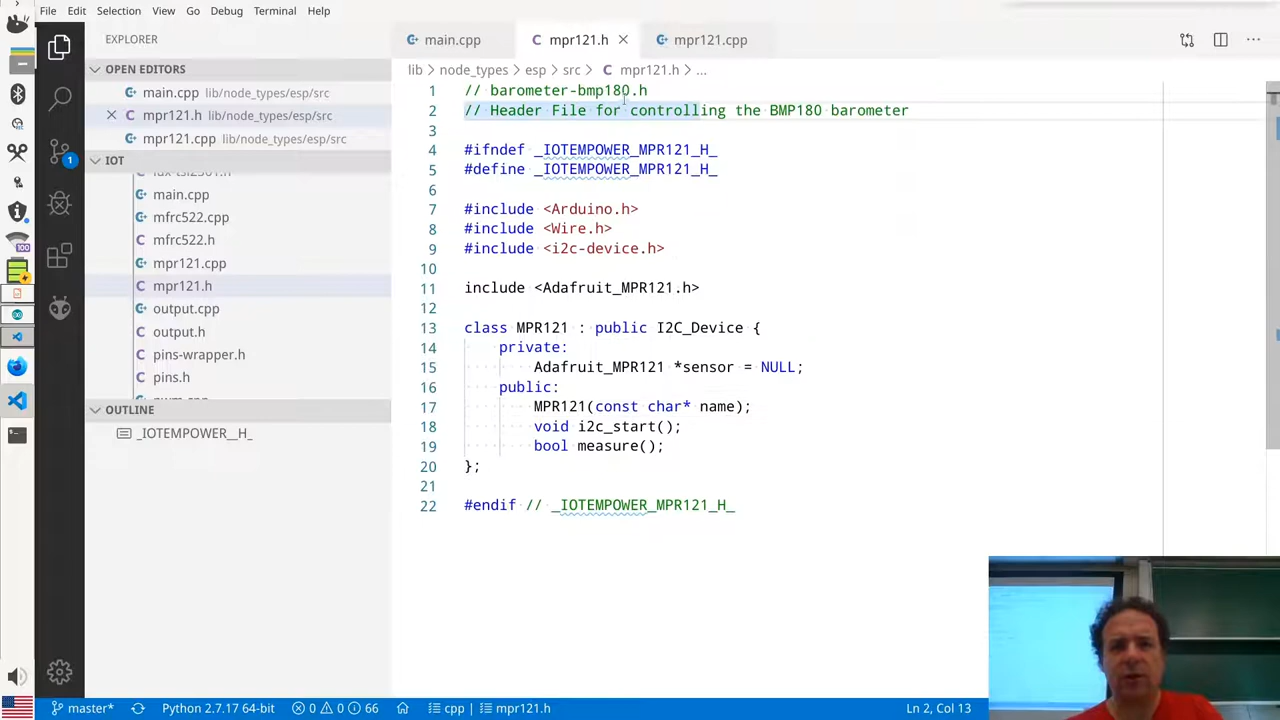 File Edit Selection View Go Debug Terminal Help
EXPLORER
OPEN EDITORS
main.cpp lib/node_types/esp/src
mpr121.h lib/node_types/esp/src
mpr121.cpp lib/node_types/esp/src
IOT
main.cpp
mfrc522.cpp
mfrc522.h
mpr121.cpp
mpr121.h
output.cpp
output.h
pins-wrapper.h
pins.h
OUTLINE
_IOTEMPOWER__H_
1
100
main.cpp mpr121.h mpr121.cpp
lib > node_types > esp > src > mpr121.h > ...
1 // barometer-bmp180.h
2 // Header File for controlling the BMP180 barometer
3
4 #ifndef _IOTEMPOWER_MPR121_H_
5 #define _IOTEMPOWER_MPR121_H_
6
7 #include <Arduino.h>
8 #include <Wire.h>
9 #include <i2c-device.h>
10
11 include <Adafruit_MPR121.h>
12
13 class MPR121 : public I2C_Device {
14 private:
15 Adafruit_MPR121 *sensor = NULL;
16 public:
17 MPR121(const char* name);
18 void i2c_start();
19 bool measure();
20 };
21
22 #endif // _IOTEMPOWER_MPR121_H_
master* Python 2.7.17 64-bit 0 0 66 cpp | mpr121.h Ln 2, Col 13